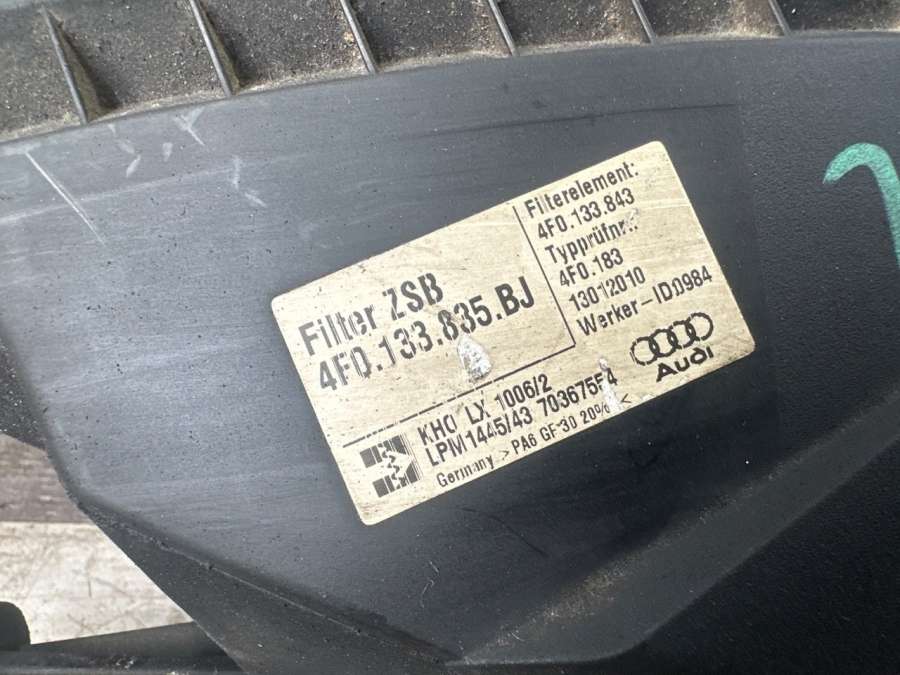 Filter ZSB
4F0.133.835.BJ
Filterelement:
4F0.133.843
Typprüfnr.:
4F0.183
13012010
Werker-ID0984
Audi
KHO LX 1006/2
LPM1445/43 70367554
Germany >PA6 GF 30 20% <